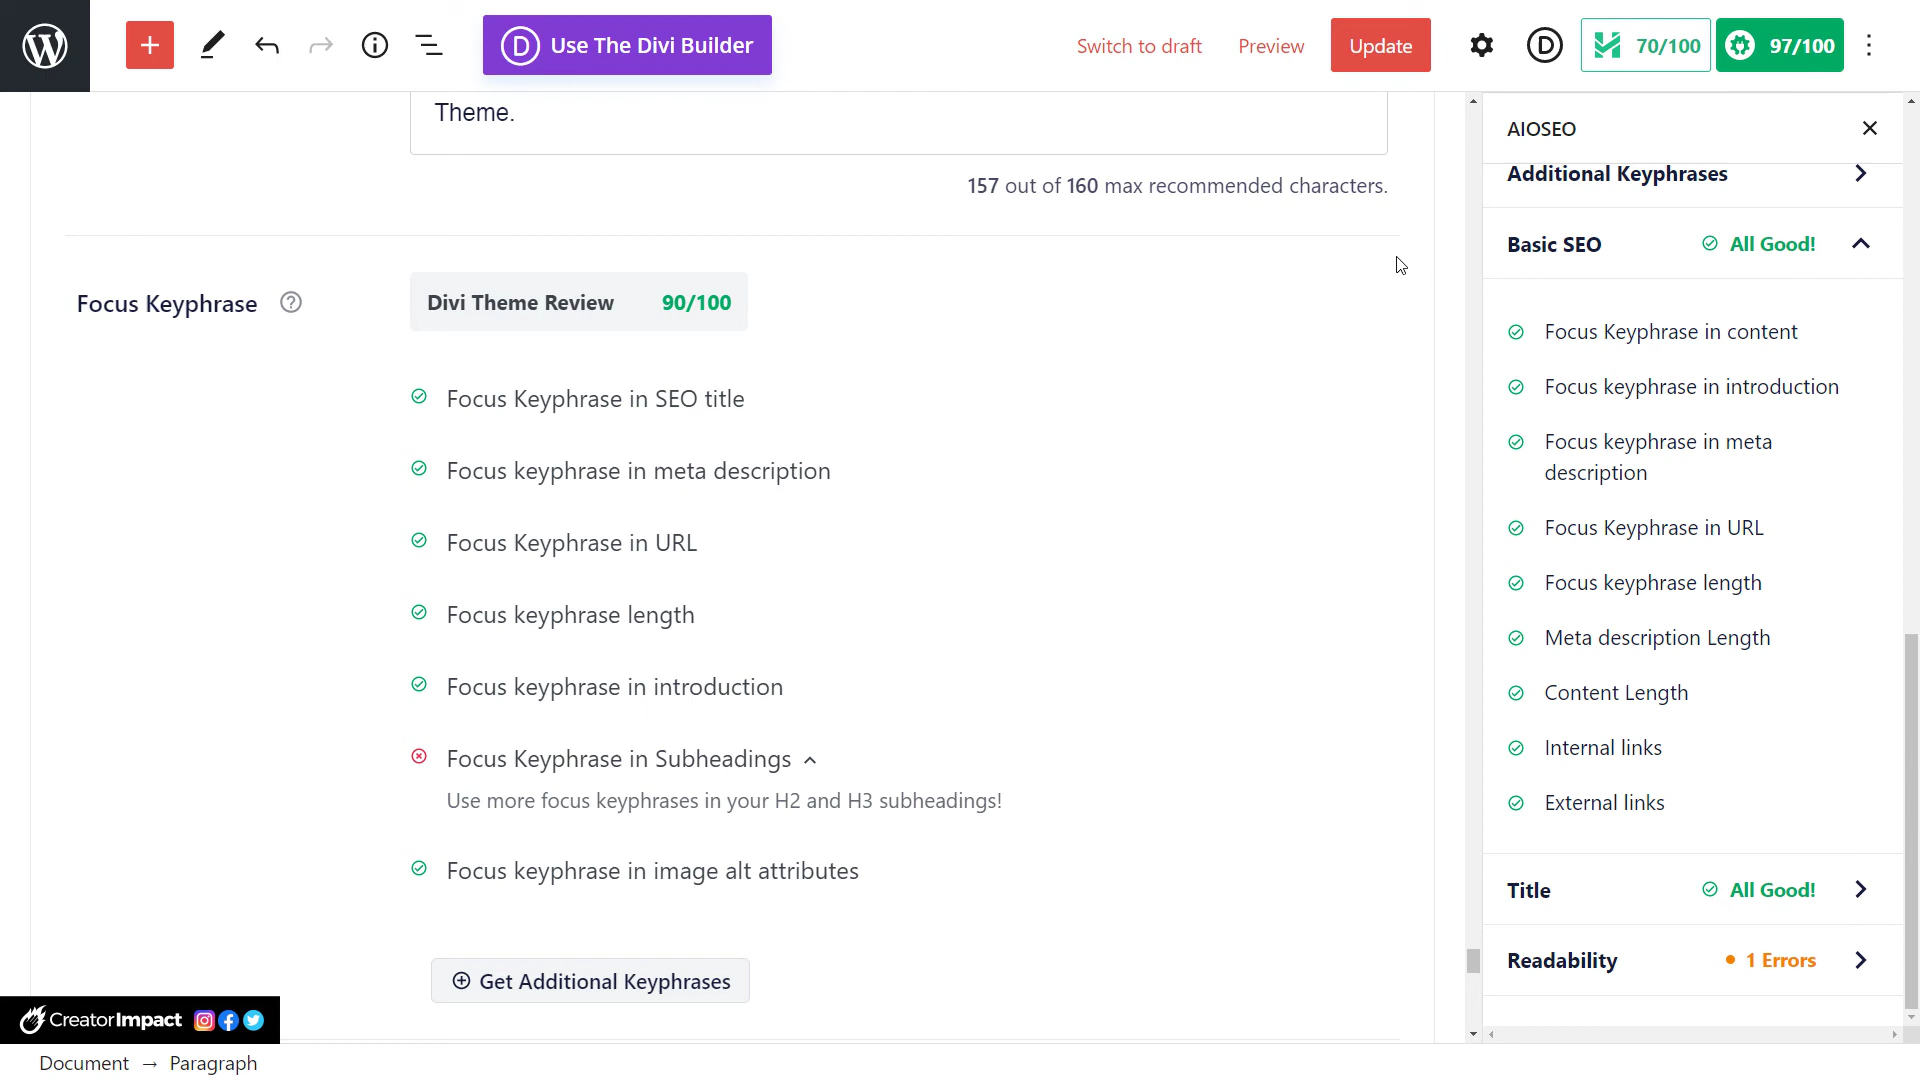 Use The Divi Builder
Switch to draft
Preview
Update
70/100
97/100
Theme.
157 out of 160 max recommended characters.
Focus Keyphrase
Divi Theme Review 90/100
Focus Keyphrase in SEO title
Focus keyphrase in meta description
Focus Keyphrase in URL
Focus keyphrase length
Focus keyphrase in introduction
Focus Keyphrase in Subheadings
Use more focus keyphrases in your H2 and H3 subheadings!
Focus keyphrase in image alt attributes
Get Additional Keyphrases
AIOSEO
Additional Keyphrases
Basic SEO All Good!
Focus Keyphrase in content
Focus keyphrase in introduction
Focus keyphrase in meta
description
Focus Keyphrase in URL
Focus keyphrase length
Meta description Length
Content Length
Internal links
External links
Title All Good!
Readability 1 Errors
CreatorImpact
Document → Paragraph